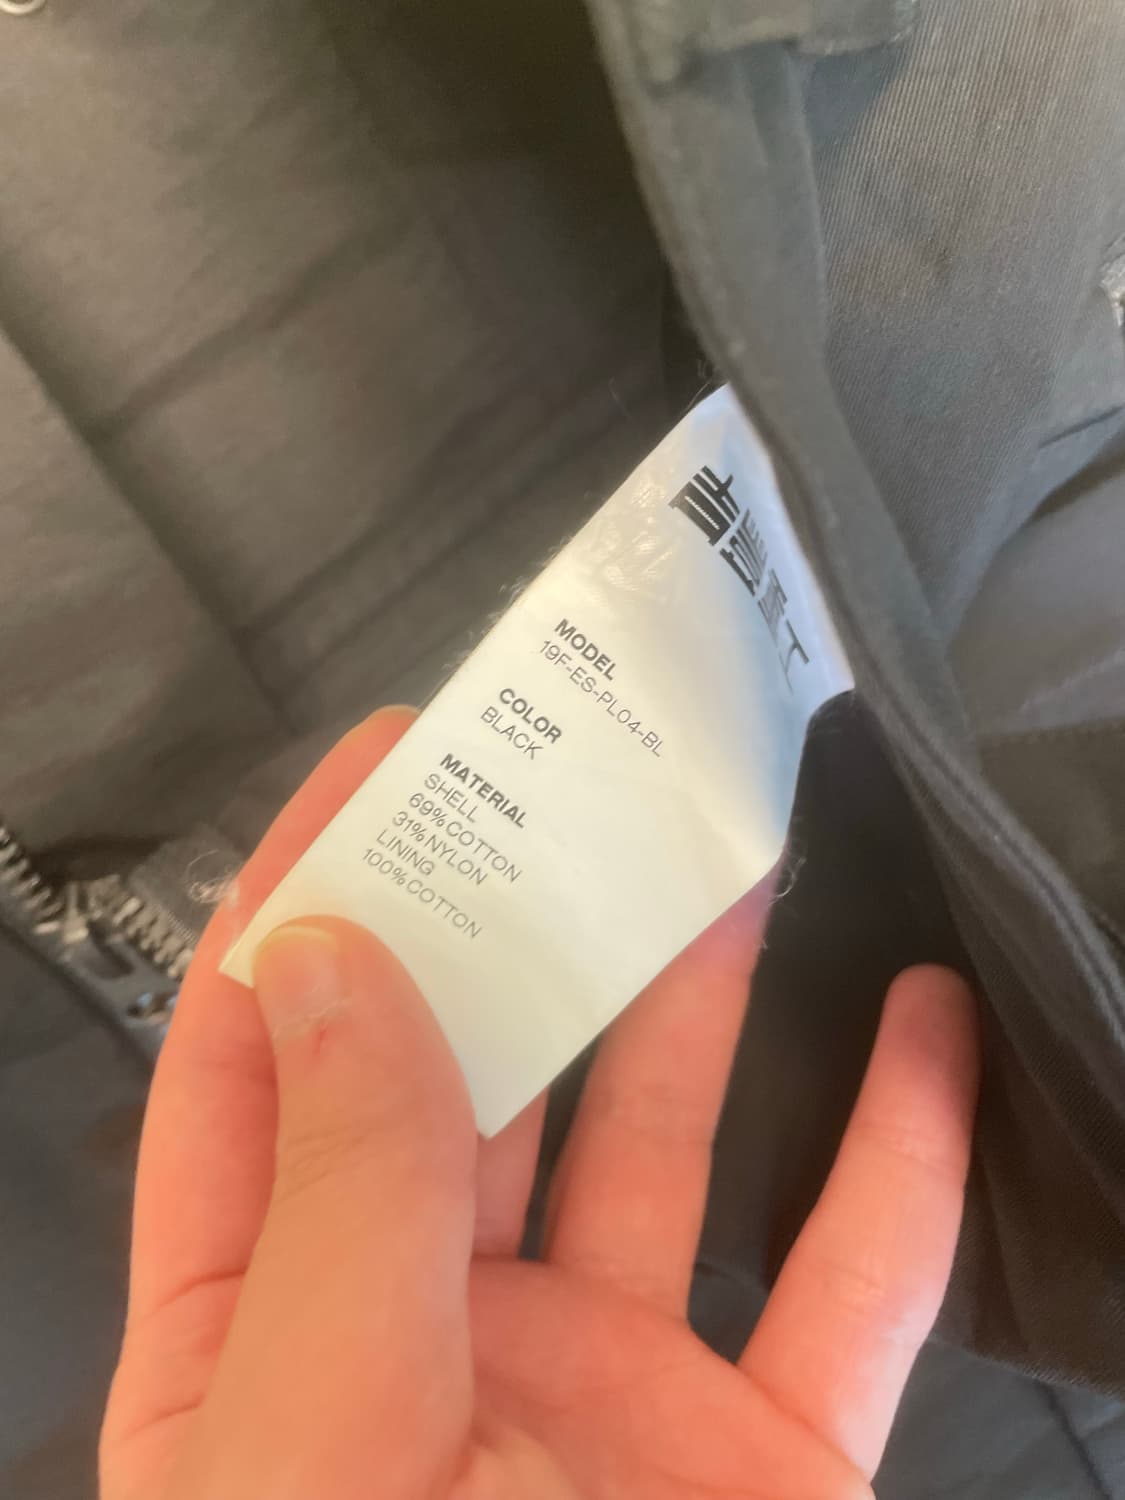 MODEL
19F-ES-PL04-BL
COLOR
BLACK
MATERIAL
SHELL
69%COTTON
31%NYLON
LINING
100%COTTON